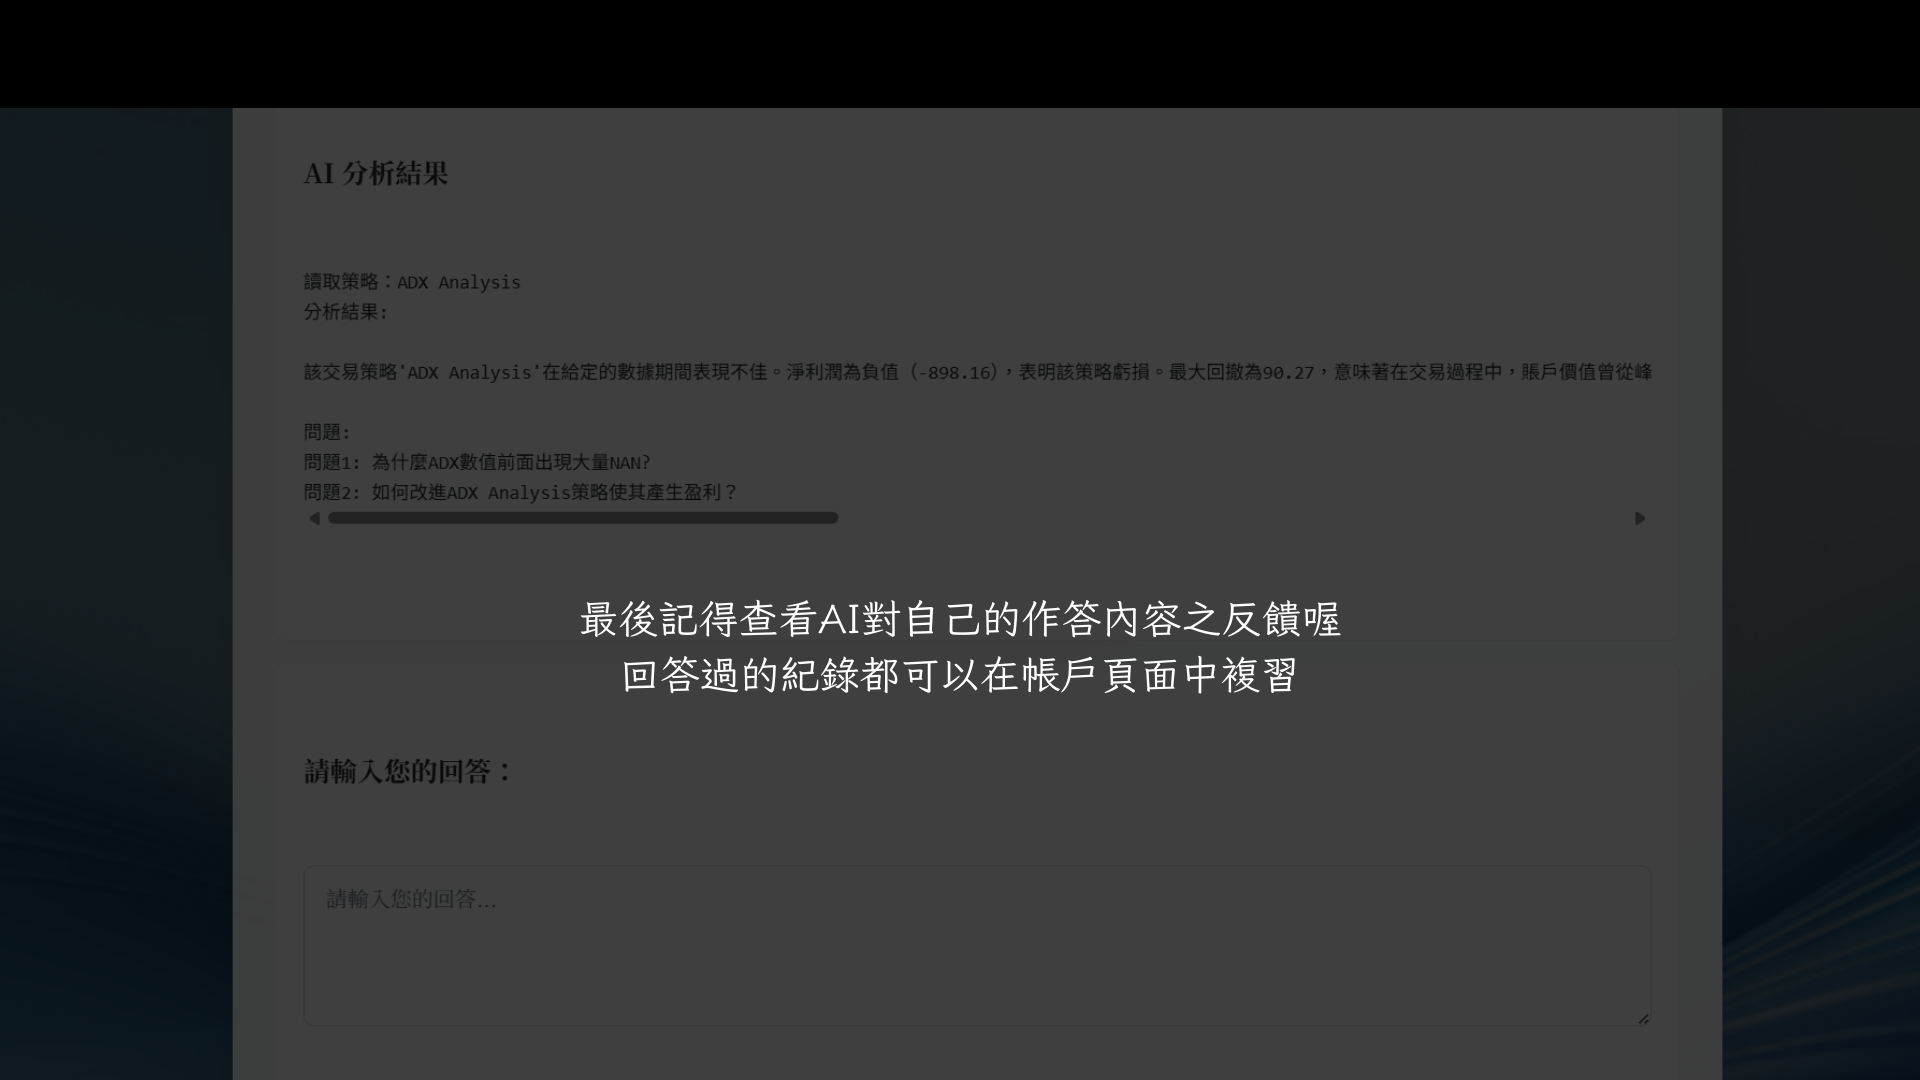 AI 分析結果
讀取策略：ADX Analysis
分析結果:
該交易策略'ADX Analysis'在給定的數據期間表現不佳。淨利潤為負值（-898.16），表明該策略虧損。最大回撤為90.27，意味著在交易過程中，賬戶價值曾從峰
問題:
問題1: 為什麼ADX數值前面出現大量NAN?
問題2: 如何改進ADX Analysis策略使其產生盈利？
最後記得查看AI對自己的作答內容之反饋喔
回答過的紀錄都可以在帳戶頁面中複習
請輸入您的回答：
請輸入您的回答...